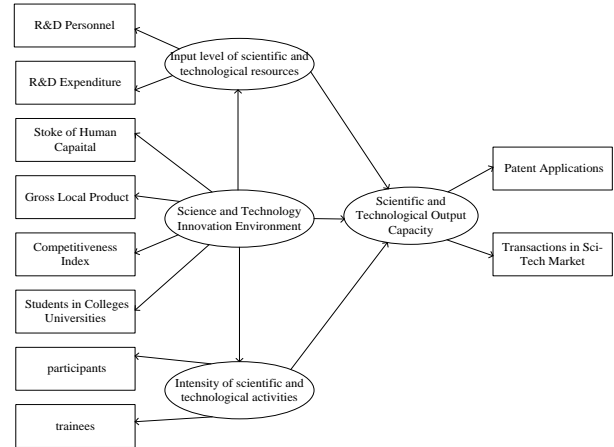 R&D Personnel
R&D Expenditure
Stoke of Human
Capaital
Gross Local Product
Competitiveness
Index
Students in Colleges
Universities
participants
trainees
Input level of scientific and
technological resources
Science and Technology
Innovation Environment
Intensity of scientific and
technological activities
Scientific and
Technological Output
Capacity
Patent Applications
Transactions in Sci-
Tech Market